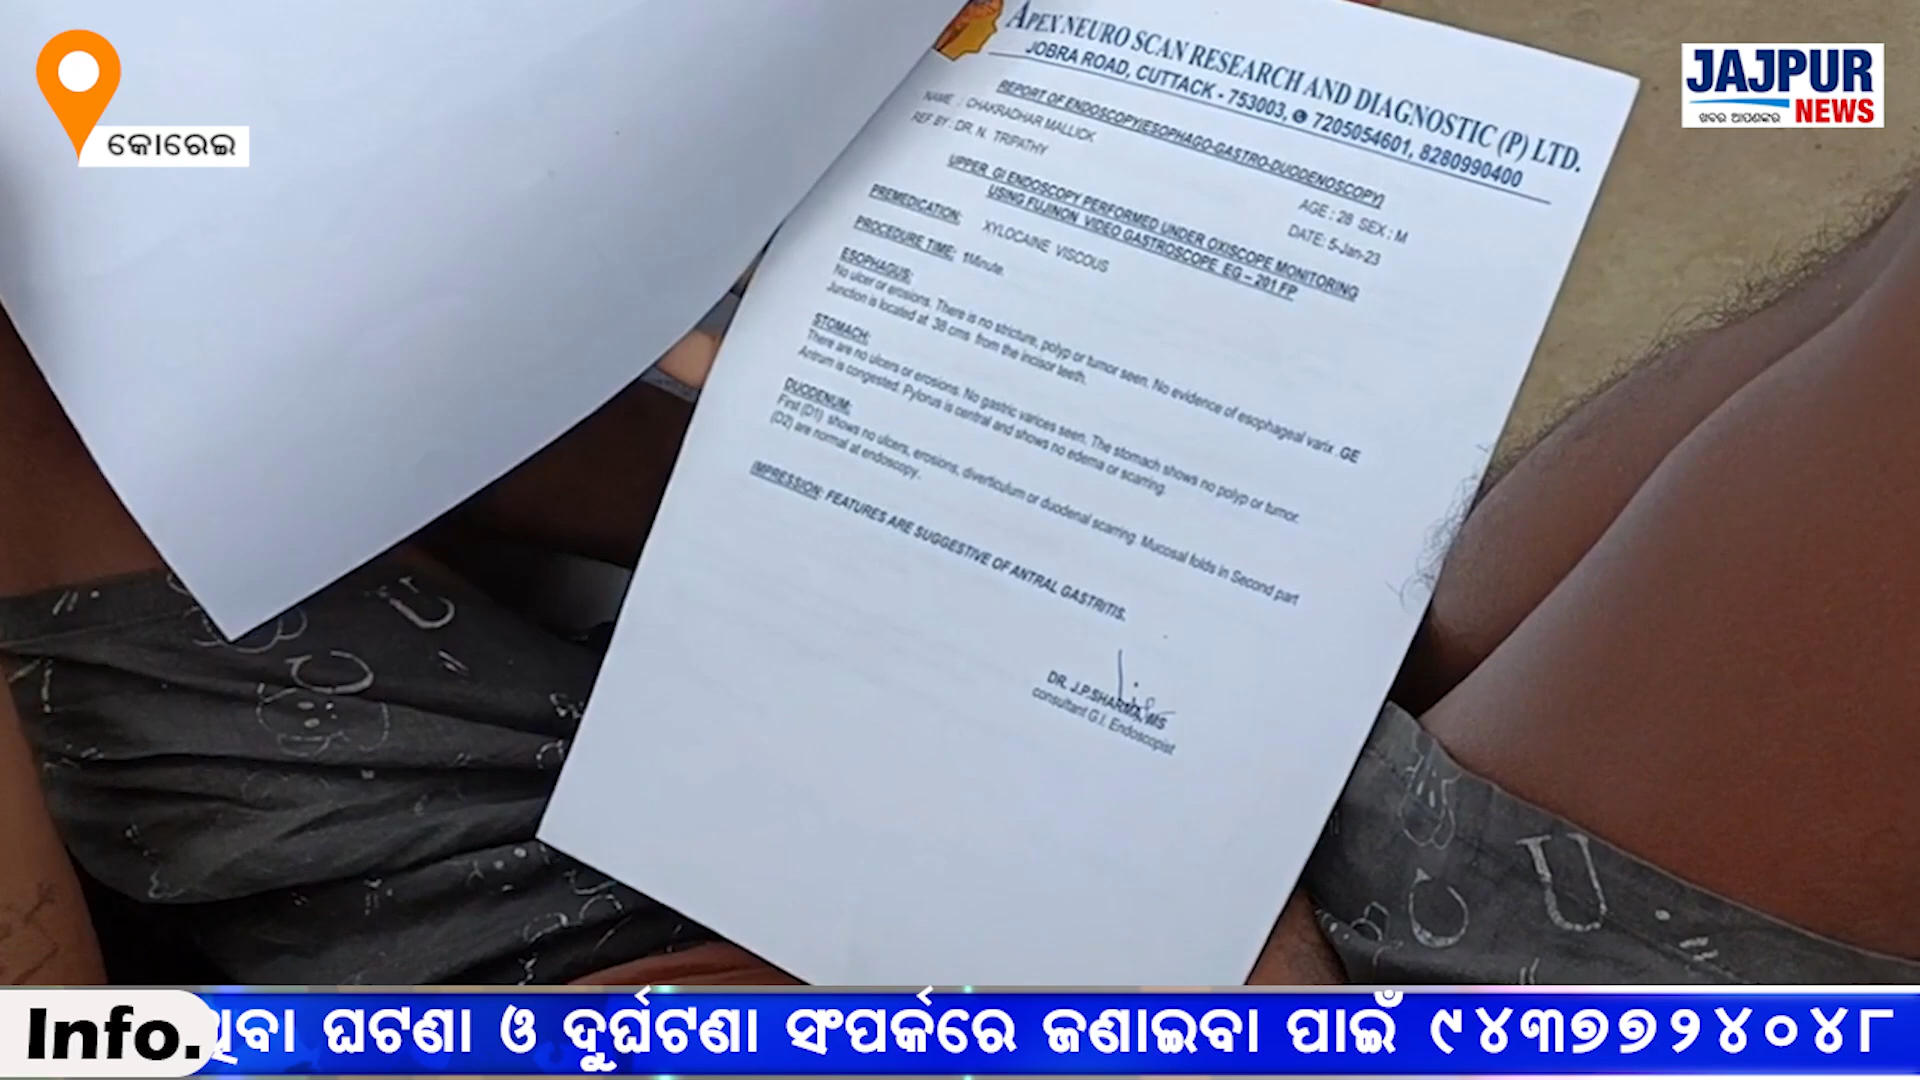 କୋରେଇ
JAJPUR
ଖବର ଆପଣଙ୍କର NEWS
APEX NEURO SCAN RESEARCH AND DIAGNOSTIC (P) LTD.
JOBRA ROAD, CUTTACK - 753003, 7205054601, 8280990400
REPORT OF ENDOSCOPY[ESOPHAGO-GASTRO-DUODENOSCOPY]
NAME : CHAKRADHAR MALLICK
AGE : 28 SEX : M
REF BY : DR. N. TRIPATHY
DATE: 5-Jan-23
UPPER GI ENDOSCOPY PERFORMED UNDER OXISCOPE MONITORING
USING FUJINON VIDEO GASTROSCOPE EG – 201 FP
PREMEDICATION: XYLOCAINE VISCOUS
PROCEDURE TIME: 1Minute.
ESOPHAGUS:
No ulcer or erosions. There is no stricture, polyp or tumor seen. No evidence of esophageal varix . GE
Junction is located at 38 cms from the incisor teeth.
STOMACH:
There are no ulcers or erosions. No gastric varices seen. The stomach shows no polyp or tumor.
Antrum is congested. Pylorus is central and shows no edema or scarring.
DUODENUM:
First (D1) shows no ulcers, erosions, diverticulum or duodenal scarring. Mucosal folds in Second part
(D2) are normal at endoscopy.
IMPRESSION: FEATURES ARE SUGGESTIVE OF ANTRAL GASTRITIS.
DR. J.P.SHARMA, MS
consultant G.I. Endoscopist
Info. ଘଟଣା ଓ ଦୁର୍ଘଟଣା ସଂପର୍କରେ ଜଣାଇବା ପାଇଁ ୯୪୩୭୭୨୪୦୪୮